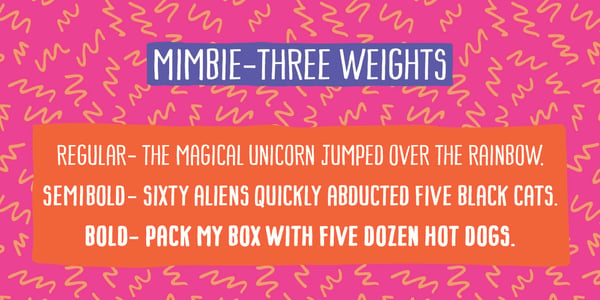 MIMBIE-THREE WEIGHTS
REGULAR- THE MAGICAL UNICORN JUMPED OVER THE RAINBOW.
SEMIBOLD- SIXTY ALIENS QUICKLY ABDUCTED FIVE BLACK CATS.
BOLD- PACK MY BOX WITH FIVE DOZEN HOT DOGS.